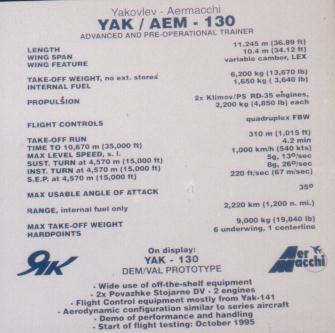 Yakovlev - Aermacchi
YAK / AEM - 130
ADVANCED AND PRE-OPERATIONAL TRAINER
LENGTH 11.245 m (36.89 ft)
WING SPAN 10.4 m (34.12 ft)
WING FEATURE variable camber, LEX
TAKE-OFF WEIGHT, no ext. stores 6,200 kg (13,670 lb)
INTERNAL FUEL 1,650 kg ( 3,640 lb)
PROPULSION 2x Klimov/PS RD-35 engines,
2,200 kg (4,850 lb) each
FLIGHT CONTROLS quadruplex FBW
TAKE-OFF RUN 310 m (1,015 ft)
TIME TO 10,670 m (35,000 ft) 4.2 min
MAX LEVEL SPEED, s. l. 1,000 km/h (540 kts)
SUST. TURN at 4,570 m (15,000 ft) 5g, 13º/sec
INST. TURN at 4,570 m (15,000 ft) 8g, 26º/sec
S.E.P. at 4,570 m (15,000 ft) 220 ft/sec (67 m/sec)
MAX USABLE ANGLE OF ATTACK 35º
RANGE, internal fuel only 2,220 km (1,200 n. mi.)
MAX TAKE-OFF WEIGHT 9,000 kg (19,840 lb)
HARDPOINTS 6 underwing, 1 centerline
On display:
YAK - 130
DEM/VAL PROTOTYPE
ЯК
Aer
Macchi
- Wide use of off-the-shelf equipment
- 2x Povazhke Stojarne DV - 2 engines
- Flight Control equipment mostly from Yak-141
- Aerodynamic configuration similar to series aircraft
- Demo of performance and handling
- Start of flight testing: October 1995